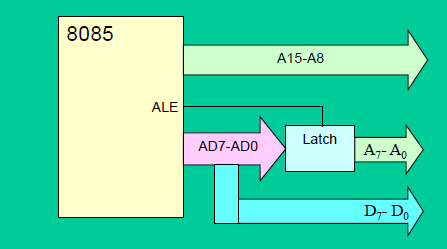 8085
A15-A8
ALE
AD7-AD0
Latch
A₇- A₀
D₇- D₀